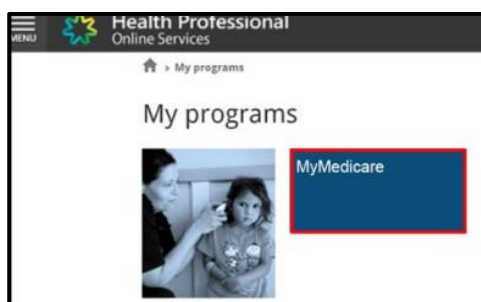 MENU
Health Professional
Online Services
> My programs
My programs
MyMedicare